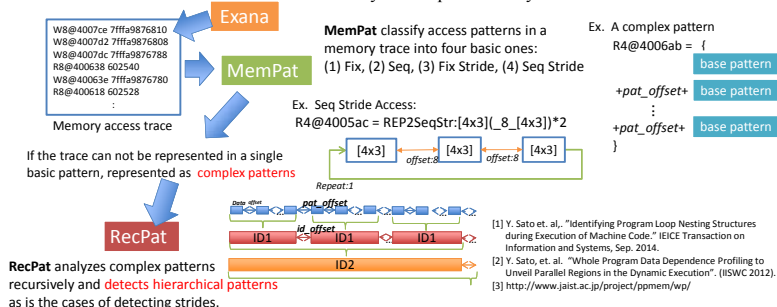 Exana
W8@4007ce 7fffa9876810
W8@4007d2 7fffa9876808
W8@4007dc 7fffa9876788
R8@400638 602540
W8@40063e 7fffa9876780
R8@400618 602528
:
Memory access trace
MemPat
MemPat classify access patterns in a
memory trace into four basic ones:
(1) Fix, (2) Seq, (3) Fix Stride, (4) Seq Stride
Ex. A complex pattern
R4@4006ab = {
base pattern
+pat_offset+ base pattern
⋮
+pat_offset+ base pattern
}
Ex. Seq Stride Access:
R4@4005ac = REP2SeqStr:[4x3](_8_[4x3])*2
[4x3] [4x3] [4x3]
offset:8 offset:8
Repeat:1
If the trace can not be represented in a single
basic pattern, represented as complex patterns
RecPat
RecPat analyzes complex patterns
recursively and detects hierarchical patterns
as is the cases of detecting strides.
Data offset pat_offset
id_offset
ID1 ID1 ID1
ID2
[1] Y. Sato et. al,. "Identifying Program Loop Nesting Structures
during Execution of Machine Code." IEICE Transaction on
Information and Systems, Sep. 2014.
[2] Y. Sato, et. al. "Whole Program Data Dependence Profiling to
Unveil Parallel Regions in the Dynamic Execution". (IISWC 2012).
[3] http://www.jaist.ac.jp/project/ppmem/wp/